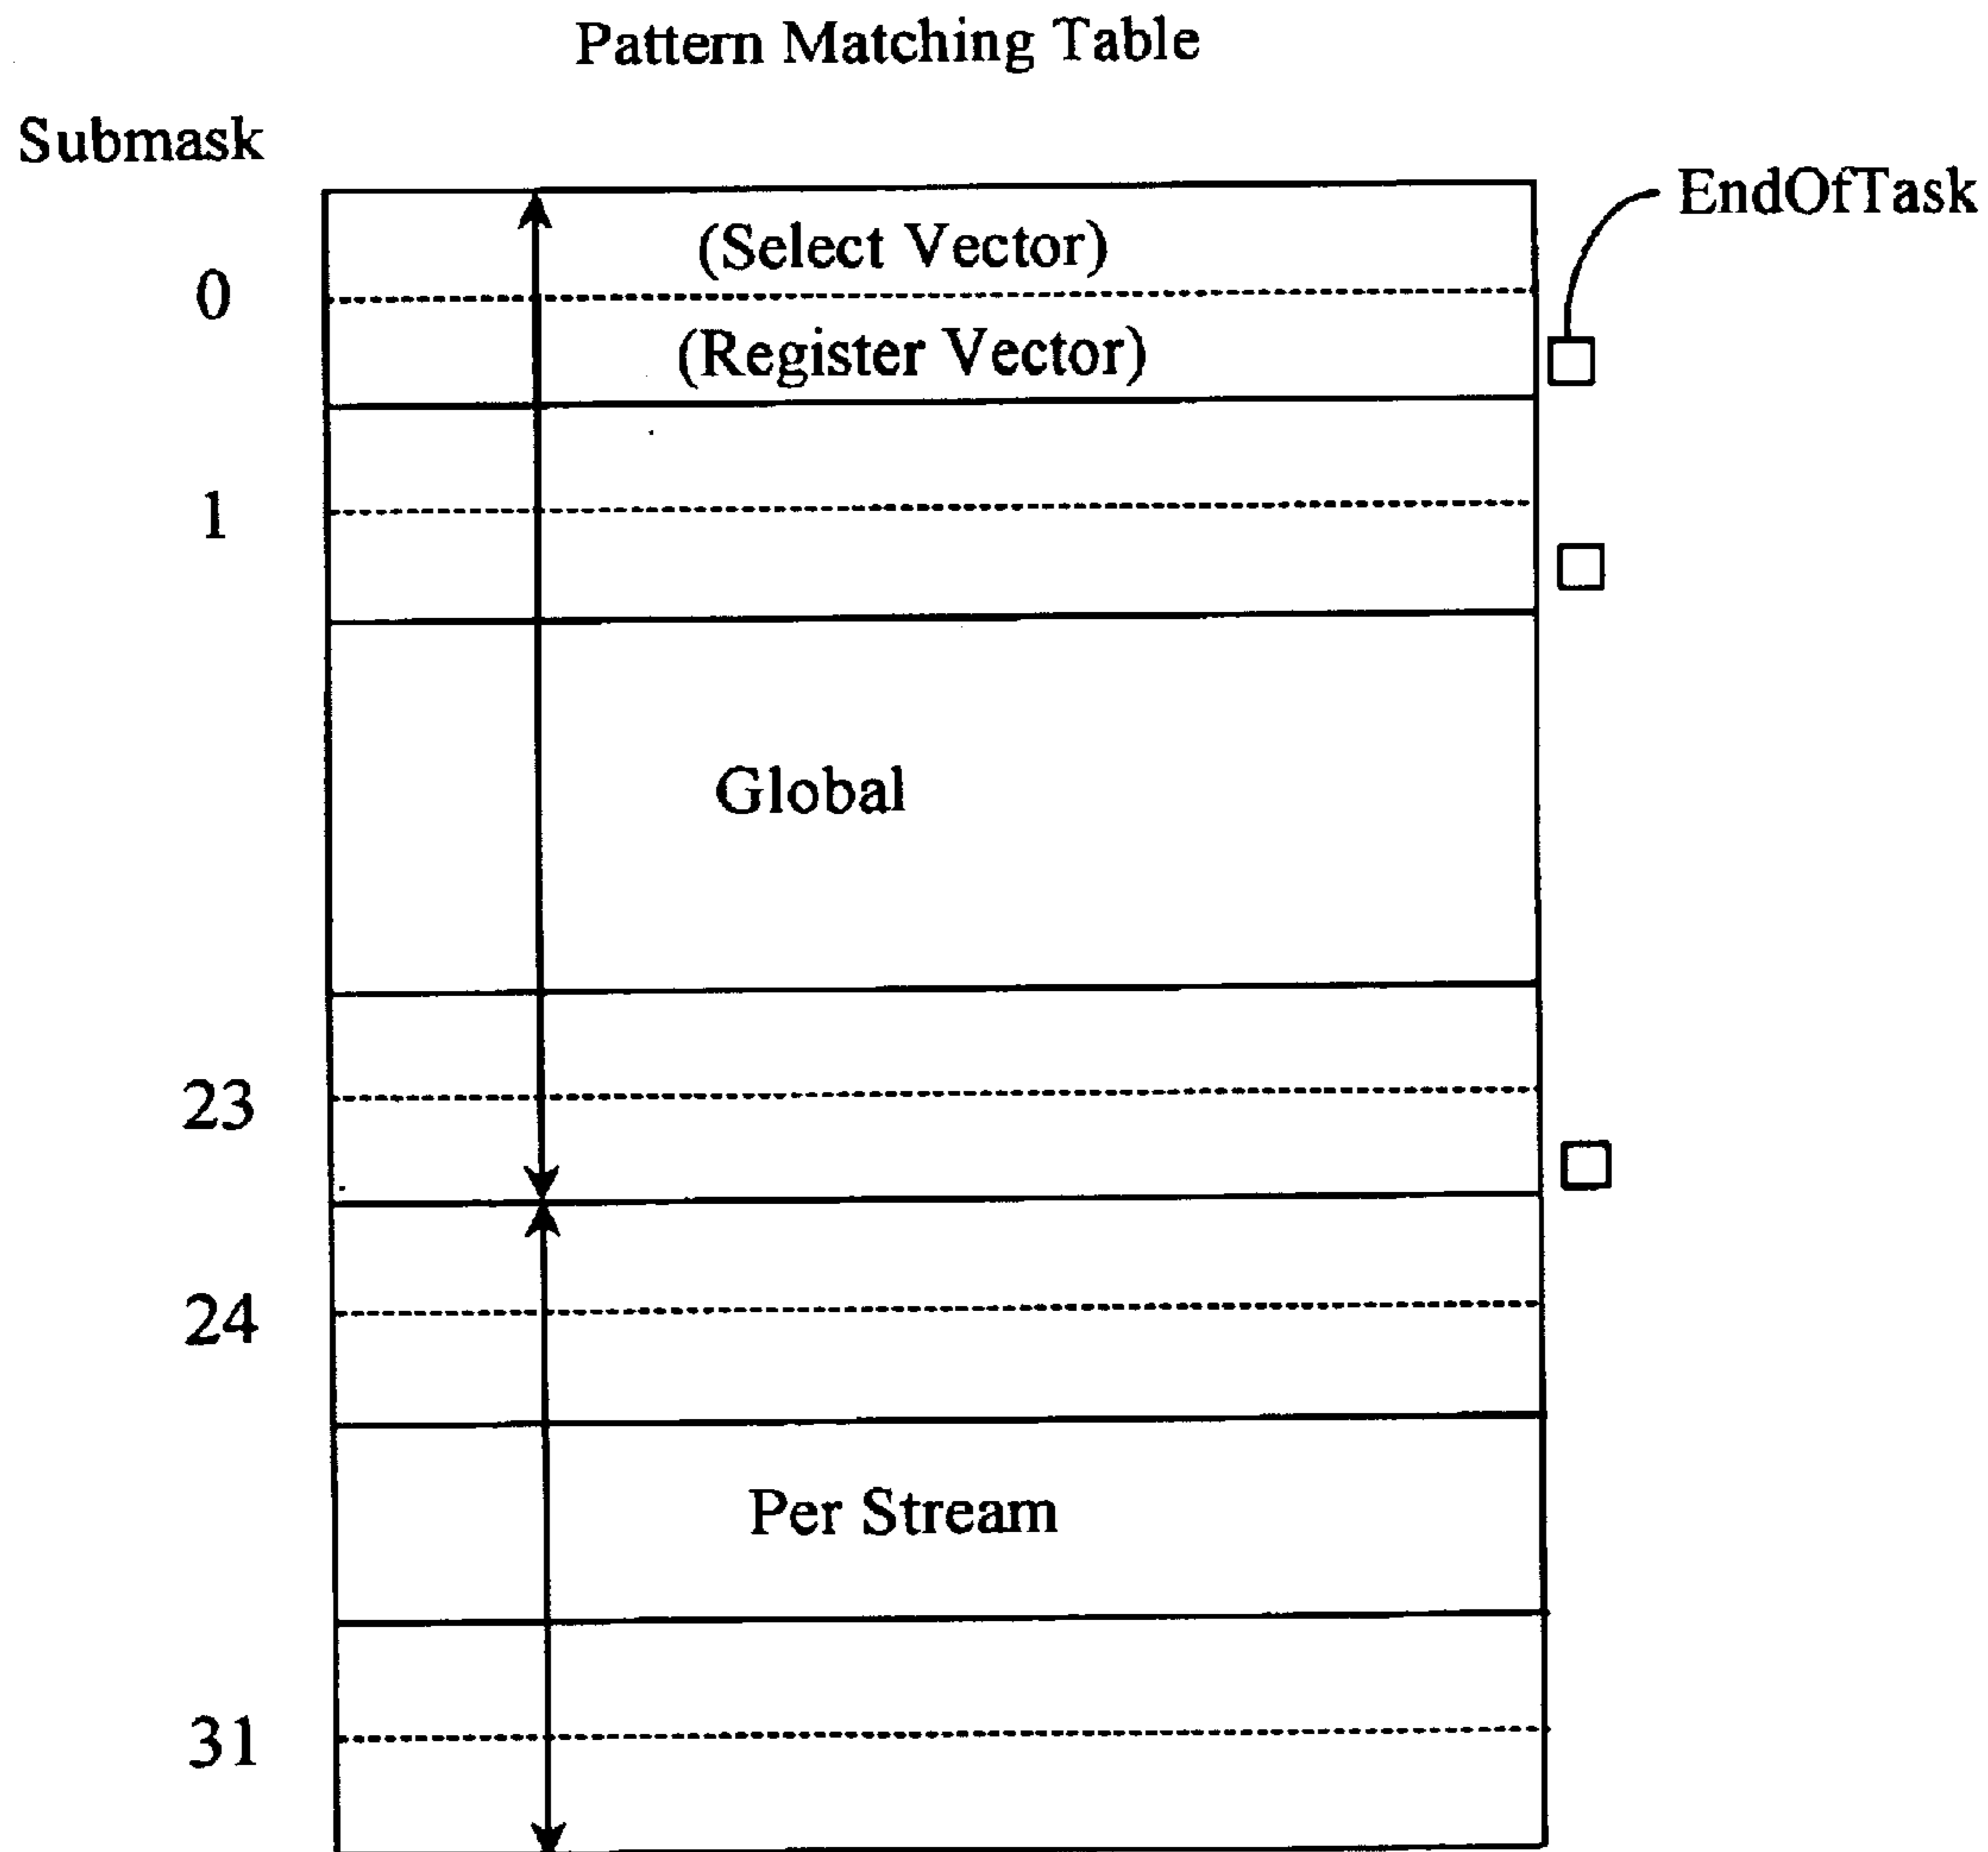 Pattern Matching Table
Submask
EndOfTask
(Select Vector)
0
(Register Vector)
1
Global
23
24
Per Stream
31